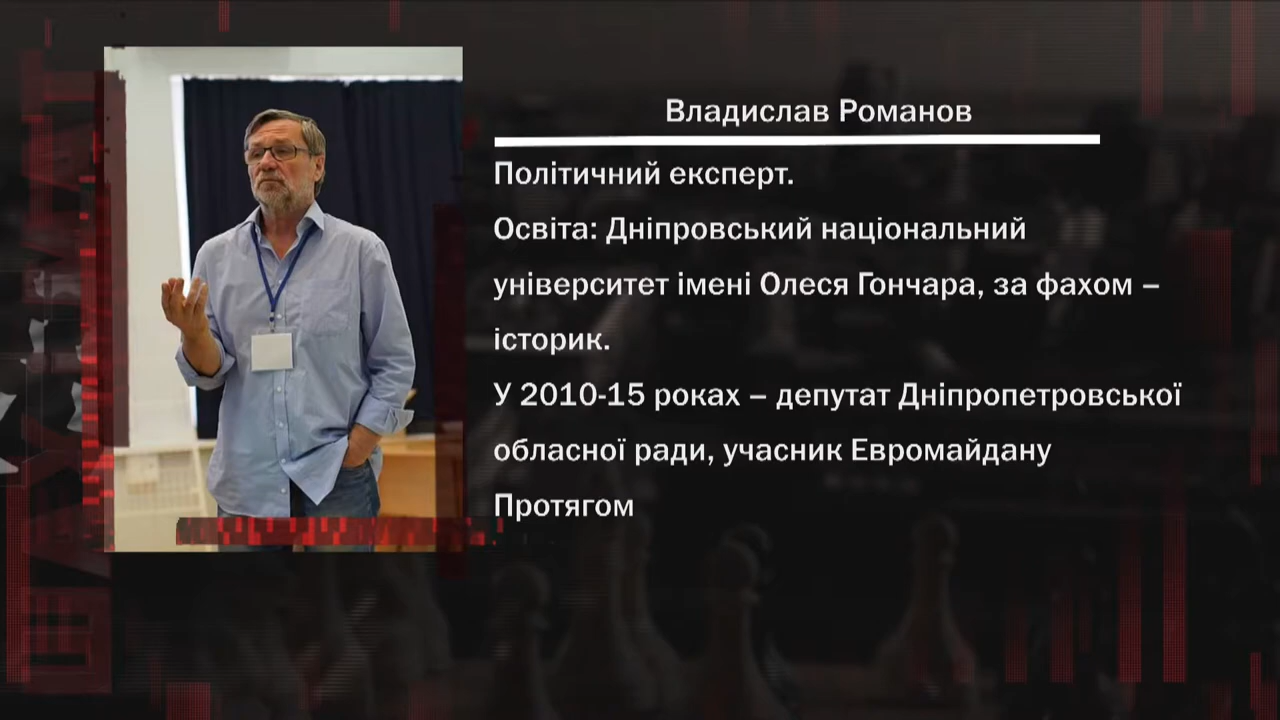 Владислав Романов
Політичний експерт.
Освіта: Дніпровський національний
університет імені Олеся Гончара, за фахом –
історик.
У 2010-15 роках – депутат Дніпропетровської
обласної ради, учасник Евромайдану
Протягом